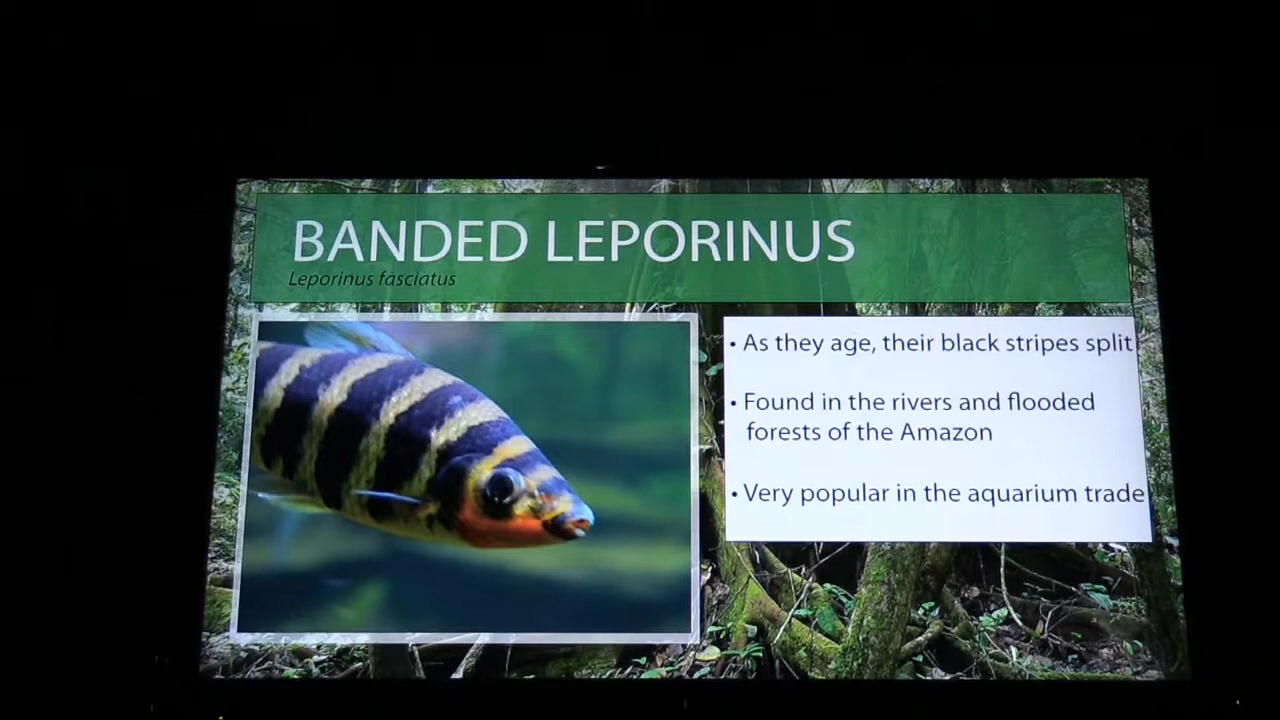 BANDED LEPORINUS
Leporinus fasciatus
• As they age, their black stripes split
• Found in the rivers and flooded
forests of the Amazon
• Very popular in the aquarium trade